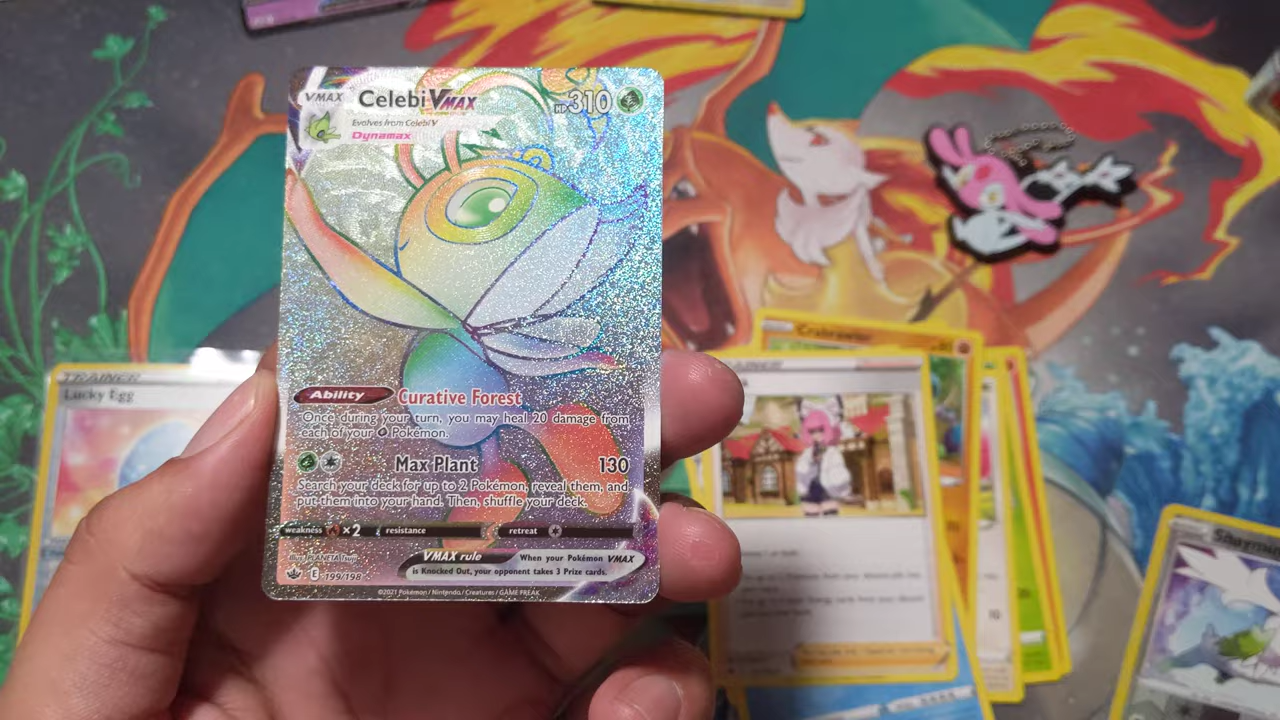 VMAX
Celebi VMAX
HP 310
Evolves from Celebi V
Dynamax
Ability Curative Forest
Once during your turn, you may heal 20 damage from
each of your Pokémon.
Max Plant 130
Search your deck for up to 2 Pokémon, reveal them, and
put them into your hand. Then, shuffle your deck.
weakness ×2 resistance retreat
Illus. PLANETA Tsuji
VMAX rule When your Pokémon VMAX
is Knocked Out, your opponent takes 3 Prize cards.
E 199/198
©2021 Pokémon / Nintendo / Creatures / GAME FREAK
TRAINER
Lucky Egg
Crabrawler